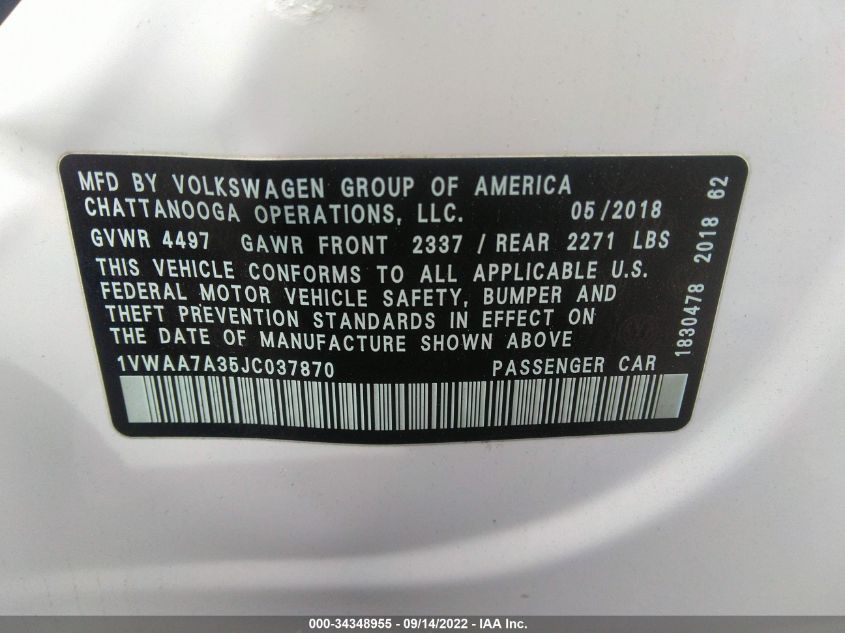 MFD BY VOLKSWAGEN GROUP OF AMERICA
CHATTANOOGA OPERATIONS, LLC. 05/2018
GVWR 4497 GAWR FRONT 2337 / REAR 2271 LBS
THIS VEHICLE CONFORMS TO ALL APPLICABLE U.S.
FEDERAL MOTOR VEHICLE SAFETY, BUMPER AND
THEFT PREVENTION STANDARDS IN EFFECT ON
THE DATE OF MANUFACTURE SHOWN ABOVE
1VWAA7A35JC037870 PASSENGER CAR
1830478 2018 62
000-34348955 - 09/14/2022 - IAA Inc.